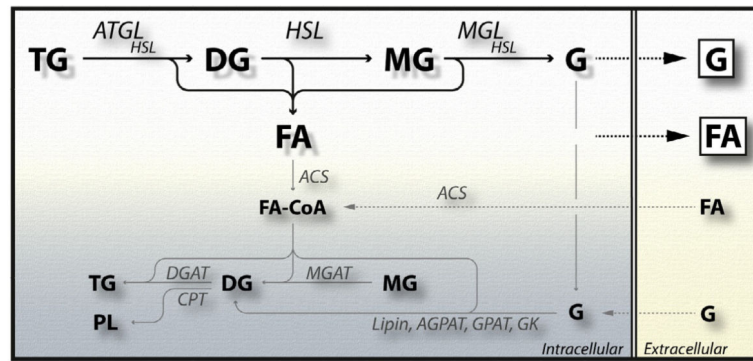 ATGL HSL HSL MGL HSL
TG DG MG G G
FA FA
ACS
FA-CoA ACS FA
TG DGAT DG MGAT MG
CPT
PL Lipin, AGPAT, GPAT, GK G G
Intracellular Extracellular